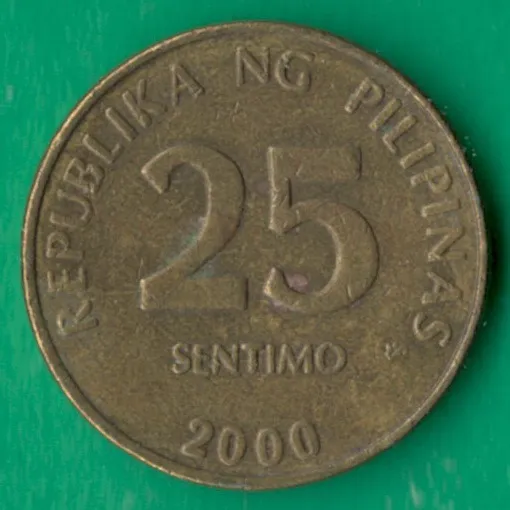 REPUBLIKA NG PILIPINAS
25
SENTIMO
2000